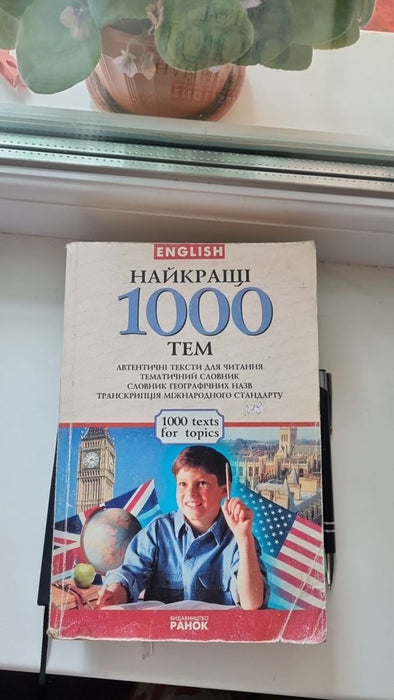 ENGLISH
НАЙКРАЩІ
1000
ТЕМ
АВТЕНТИЧНІ ТЕКСТИ ДЛЯ ЧИТАННЯ
ТЕМАТИЧНИЙ СЛОВНИК
СЛОВНИК ГЕОГРАФІЧНИХ НАЗВ
ТРАНСКРИПЦІЯ МІЖНАРОДНОГО СТАНДАРТУ
1000 texts
for topics
ВИДАВНИЦТВО
РАНОК